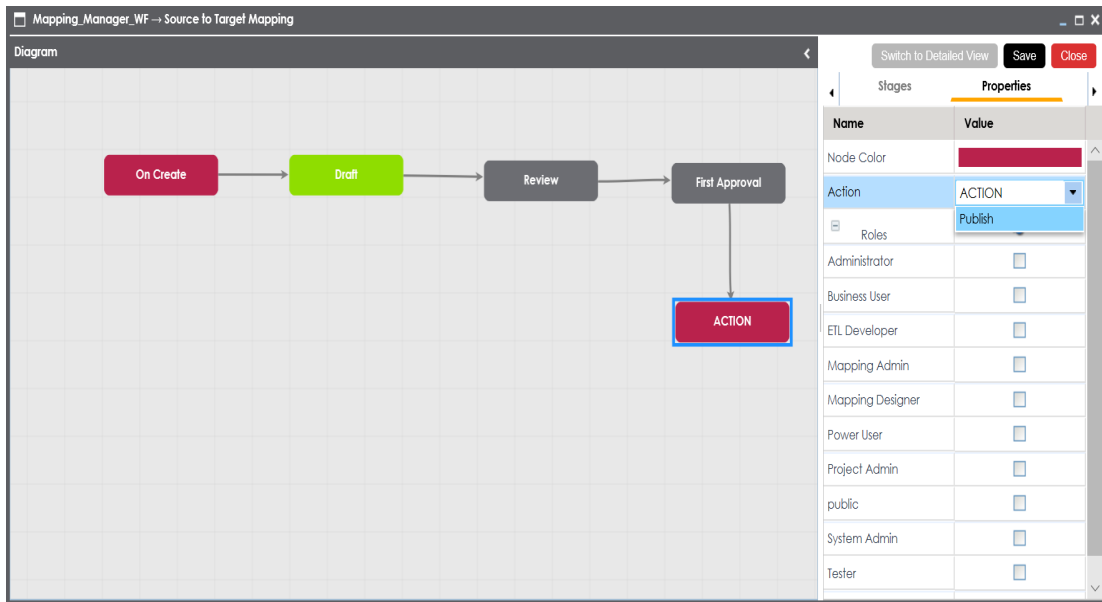 Mapping_Manager_WF → Source to Target Mapping
Diagram
Switch to Detailed View
Save
Close
Stages
Properties
Name
Value
Node Color
Action
ACTION
Publish
Roles
Administrator
Business User
ETL Developer
Mapping Admin
Mapping Designer
Power User
Project Admin
public
System Admin
Tester
On Create
Draft
Review
First Approval
ACTION